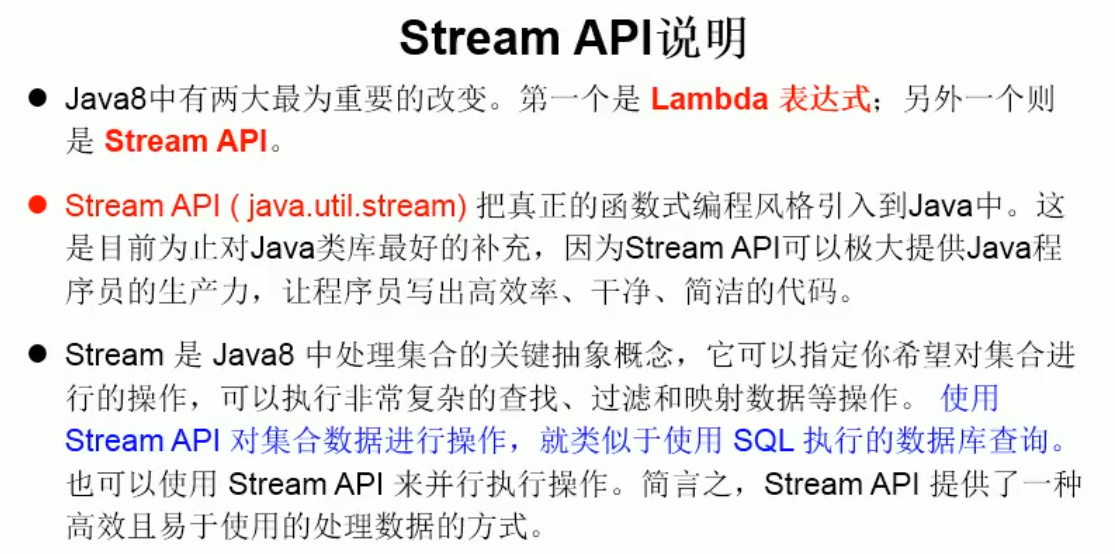 Stream API说明
● Java8中有两大最为重要的改变。第一个是 Lambda 表达式；另外一个则
是 Stream API。
● Stream API ( java.util.stream) 把真正的函数式编程风格引入到Java中。这
是目前为止对Java类库最好的补充，因为Stream API可以极大提供Java程
序员的生产力，让程序员写出高效率、干净、简洁的代码。
● Stream 是 Java8 中处理集合的关键抽象概念，它可以指定你希望对集合进
行的操作，可以执行非常复杂的查找、过滤和映射数据等操作。 使用
Stream API 对集合数据进行操作，就类似于使用 SQL 执行的数据库查询。
也可以使用 Stream API 来并行执行操作。简言之，Stream API 提供了一种
高效且易于使用的处理数据的方式。